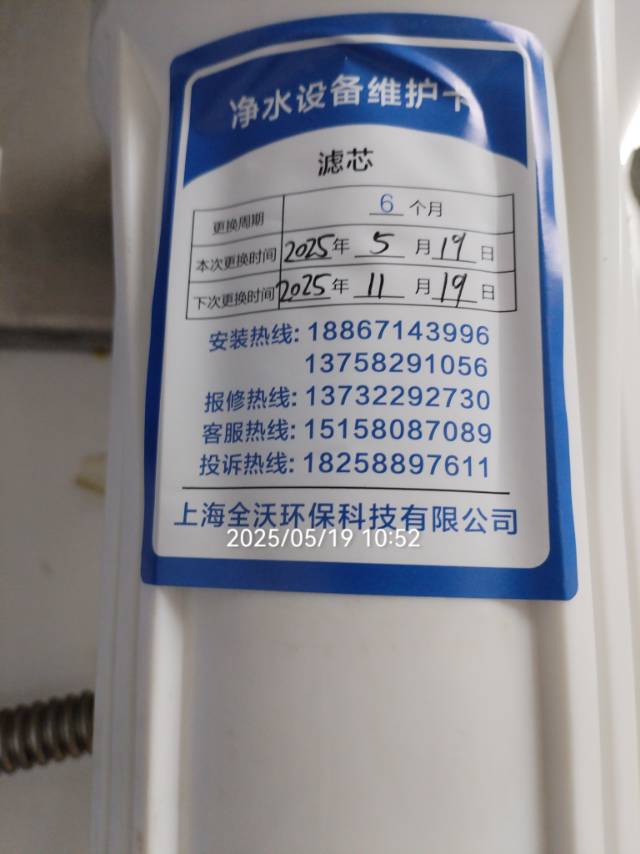 净水设备维护卡
滤芯
更换周期 6 个月
本次更换时间 2025年 5 月 19 日
下次更换时间 2025年 11 月 19 日
安装热线: 18867143996
13758291056
报修热线: 13732292730
客服热线: 15158087089
投诉热线: 18258897611
上海全沃环保科技有限公司
2025/05/19 10:52